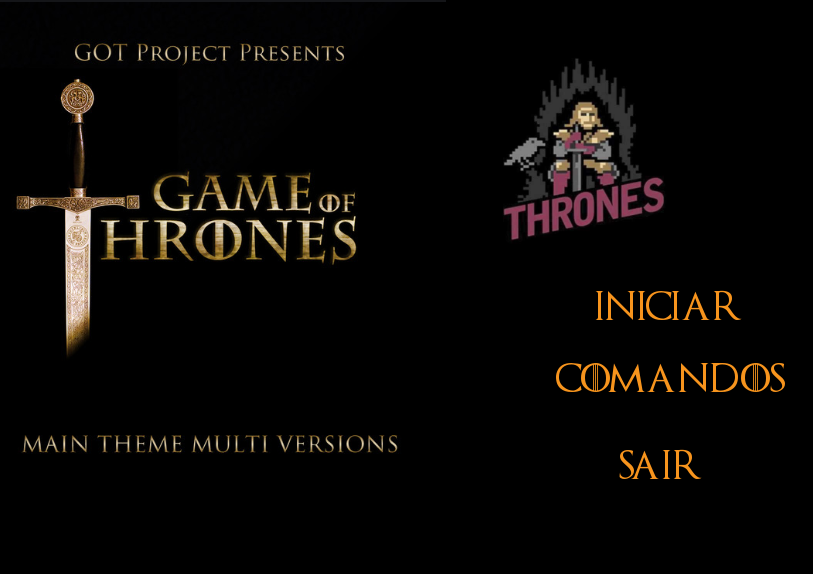 GOT Project Presents
GAME OF
THRONES
MAIN THEME MULTI VERSIONS
THRONES
INICIAR
COMANDOS
SAIR